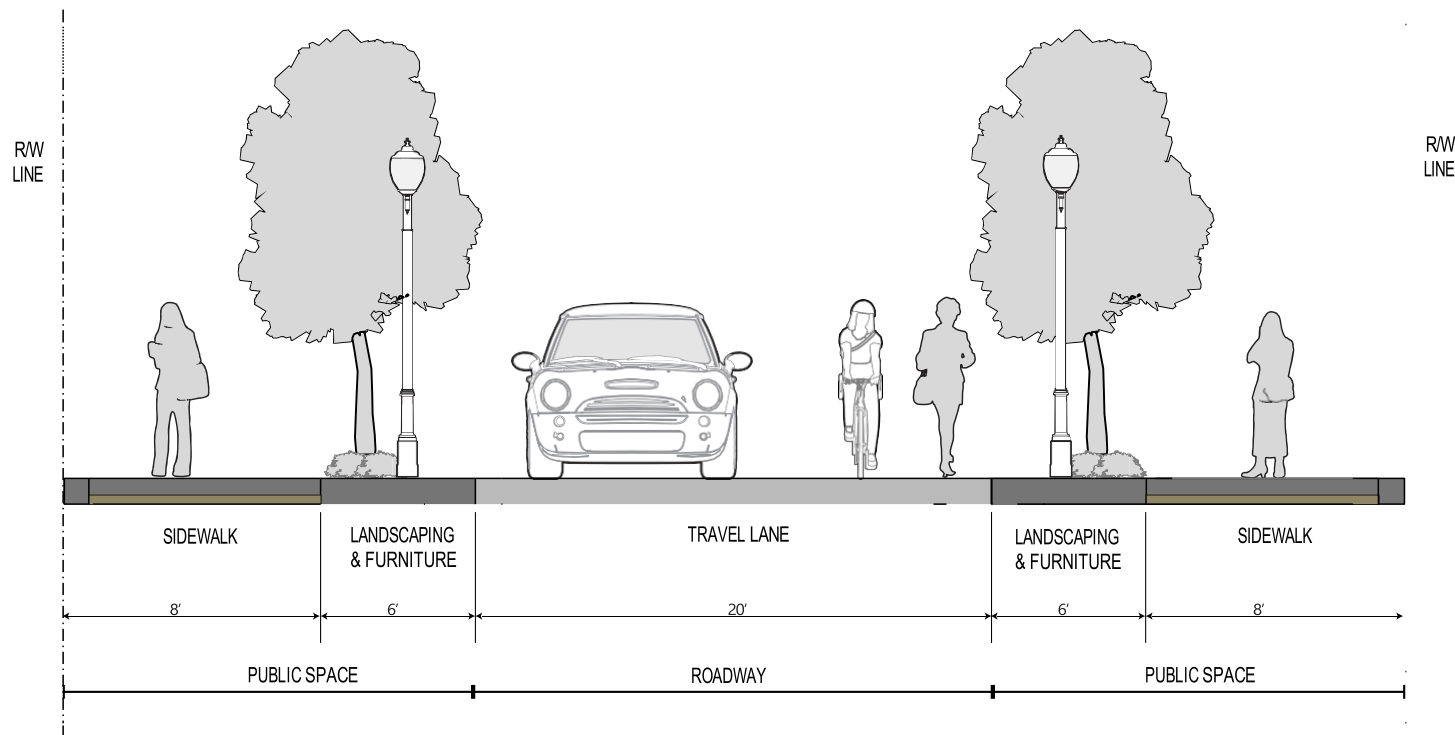 R/W
LINE
R/W
LINE
SIDEWALK
LANDSCAPING
& FURNITURE
TRAVEL LANE
LANDSCAPING
& FURNITURE
SIDEWALK
8'
6'
20'
6'
8'
PUBLIC SPACE
ROADWAY
PUBLIC SPACE